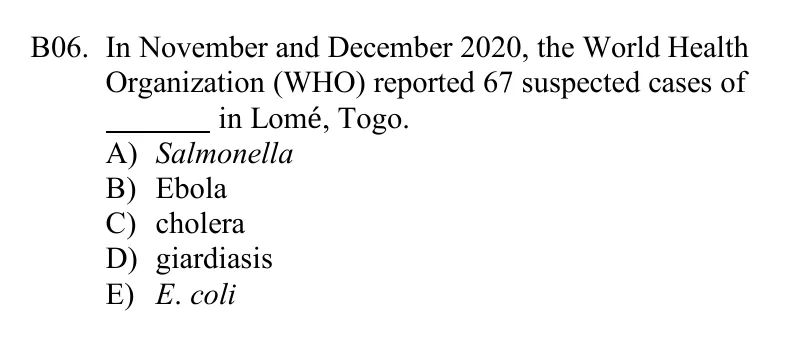 B06. In November and December 2020, the World Health
Organization (WHO) reported 67 suspected cases of
_______ in Lomé, Togo.
A) Salmonella
B) Ebola
C) cholera
D) giardiasis
E) E. coli